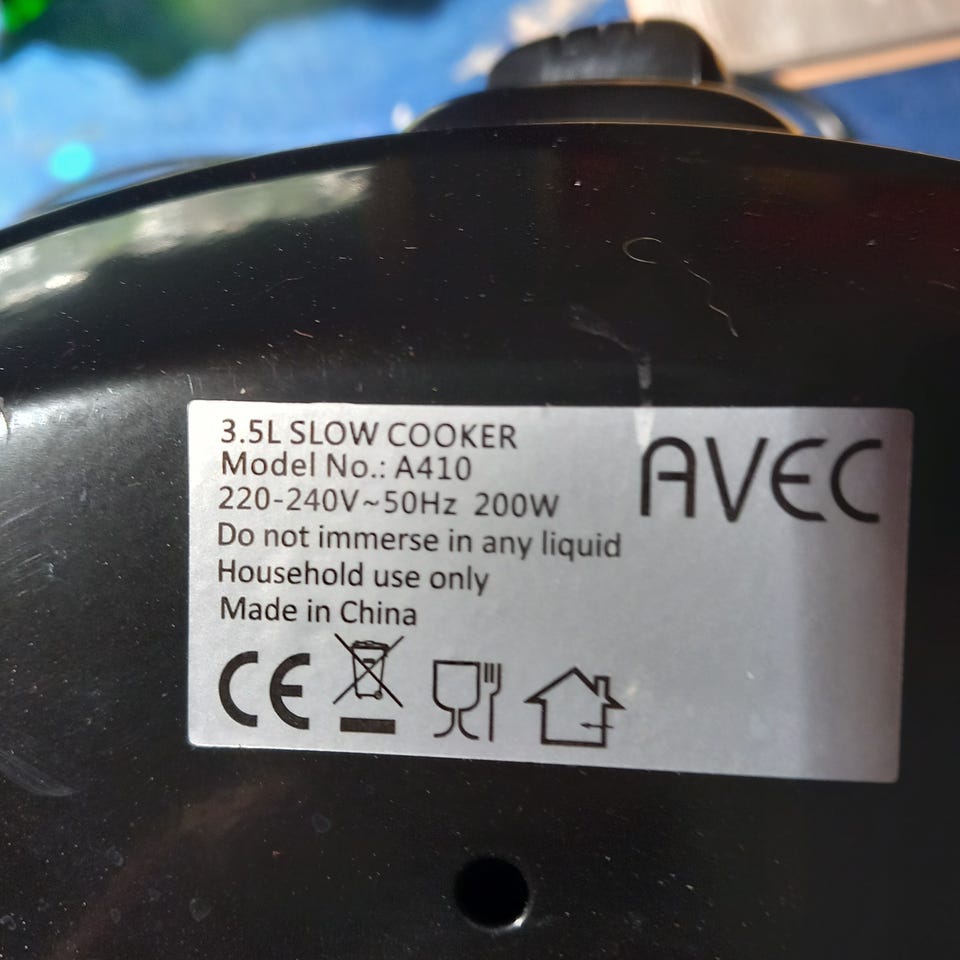 3.5L SLOW COOKER
Model No.: A410
220-240V~50Hz 200W
Do not immerse in any liquid
Household use only
Made in China
AVEC
CE